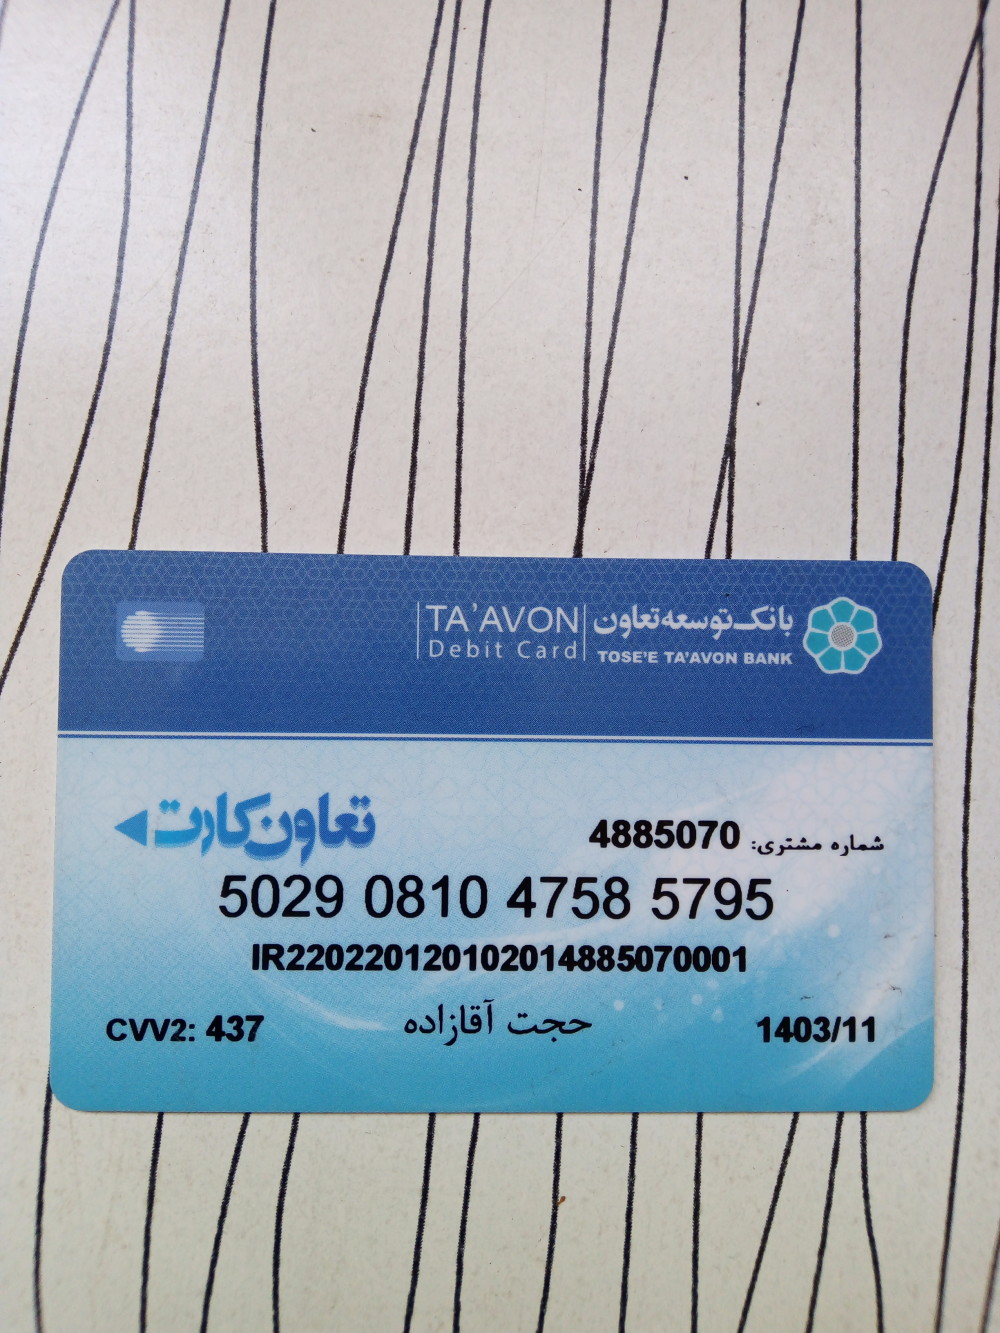 بانک توسعه تعاون
TOSE'E TA'AVON BANK
TA'AVON
Debit Card
تعاون کارت
شماره مشتری: 4885070
5029 0810 4758 5795
IR220220120102014885070001
CVV2: 437
حجت آقازاده
1403/11